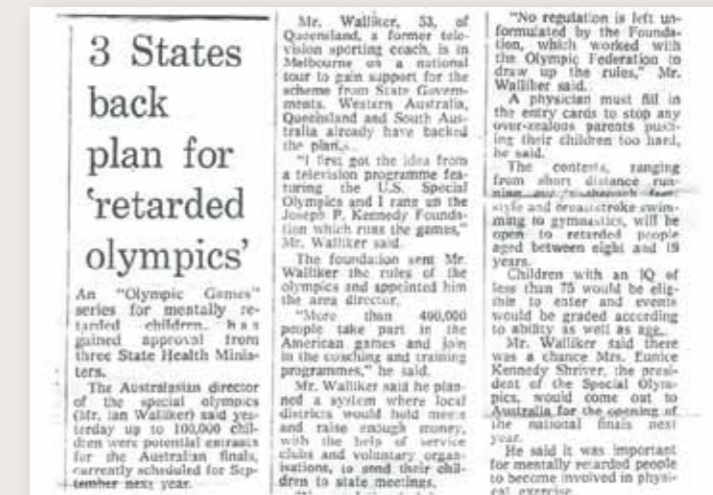 3 States
back
plan for
'retarded
olympics'
An "Olympic Games"
series for mentally re-
tarded children has
gained approval from
three State Health Minis-
ters.
The Australasian director
of the special olympics
(Mr. Ian Walliker) said yes-
terday up to 100,000 chil-
dren were potential entrants
for the Australian finals,
currently scheduled for Sep-
tember next year.
Mr. Walliker, 53, of
Queensland, a former tele-
vision sporting coach, is in
Melbourne on a national
tour to gain support for the
scheme from State Govern-
ments. Western Australia,
Queensland and South Aus-
tralia already have backed
the plan.
"I first got the idea from
a television programme fea-
turing the U.S. Special
Olympics and I rang up the
Joseph P. Kennedy Founda-
tion which runs the games,"
Mr. Walliker said.
The foundation sent Mr.
Walliker the rules of the
olympics and appointed him
the area director.
"More than 400,000
people take part in the
American games and join
in the coaching and training
programmes," he said.
Mr. Walliker said he plan-
ned a system where local
districts would hold meets
and raise enough money,
with the help of service
clubs and voluntary organ-
isations, to send their chil-
dren to state meetings.
"No regulation is left un-
formulated by the Founda-
tion, which worked with
the Olympic Federation to
draw up the rules," Mr.
Walliker said.
A physician must fill in
the entry cards to stop any
over-zealous parents push-
ing their children too hard,
he said.
The contests, ranging
from short distance run-
ning through free
style and breaststroke swim-
ming to gymnastics, will be
open to retarded people
aged between eight and 19
years.
Children with an IQ of
less than 75 would be elig-
ible to enter and events
would be graded according
to ability as well as age.
Mr. Walliker said there
was a chance Mrs. Eunice
Kennedy Shriver, the presi-
dent of the Special Olym-
pics, would come out to
Australia for the opening of
the national finals next
year.
He said it was important
for mentally retarded people
to become involved in physi-
cal exercise